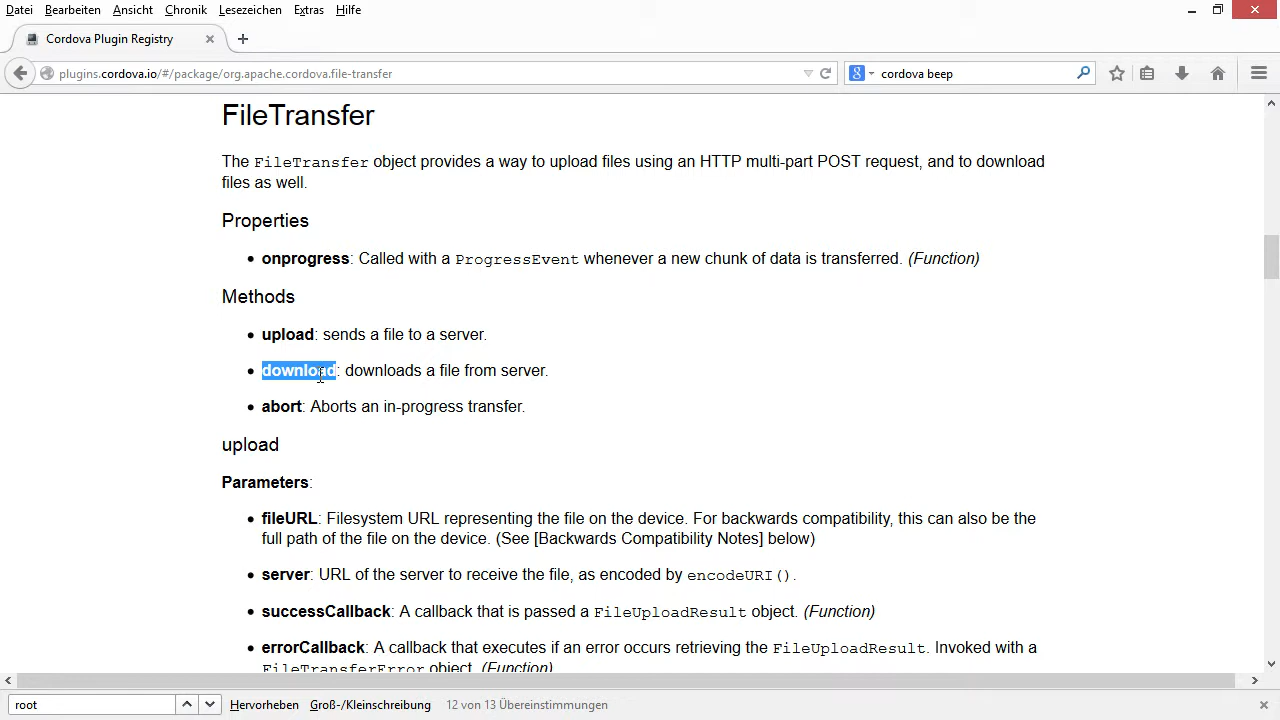 Datei Bearbeiten Ansicht Chronik Lesezeichen Extras Hilfe
Cordova Plugin Registry
plugins.cordova.io/#/package/org.apache.cordova.file-transfer
cordova beep
FileTransfer
The FileTransfer object provides a way to upload files using an HTTP multi-part POST request, and to download
files as well.
Properties
onprogress: Called with a ProgressEvent whenever a new chunk of data is transferred. (Function)
Methods
upload: sends a file to a server.
download: downloads a file from server.
abort: Aborts an in-progress transfer.
upload
Parameters:
fileURL: Filesystem URL representing the file on the device. For backwards compatibility, this can also be the
full path of the file on the device. (See [Backwards Compatibility Notes] below)
server: URL of the server to receive the file, as encoded by encodeURI().
successCallback: A callback that is passed a FileUploadResult object. (Function)
errorCallback: A callback that executes if an error occurs retrieving the FileUploadResult. Invoked with a
FileTransferError object. (Function)
root Hervorheben Groß-/Kleinschreibung 12 von 13 Übereinstimmungen